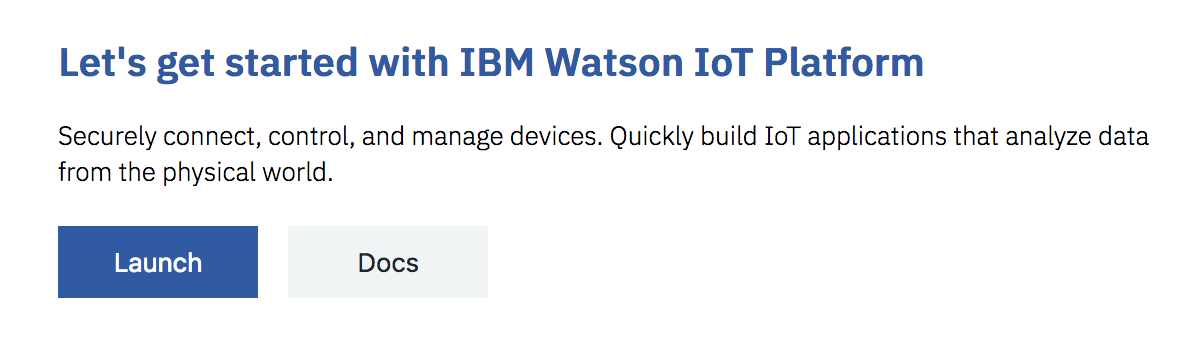 Let's get started with IBM Watson IoT Platform
Securely connect, control, and manage devices. Quickly build IoT applications that analyze data
from the physical world.
Launch
Docs